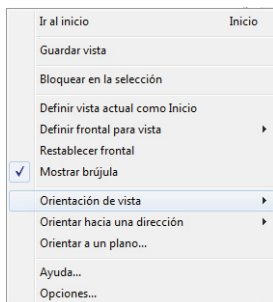 Ir al inicio Inicio
Guardar vista
Bloquear en la selección
Definir vista actual como Inicio
Definir frontal para vista
Restablecer frontal
Mostrar brújula
Orientación de vista
Orientar hacia una dirección
Orientar a un plano...
Ayuda...
Opciones...